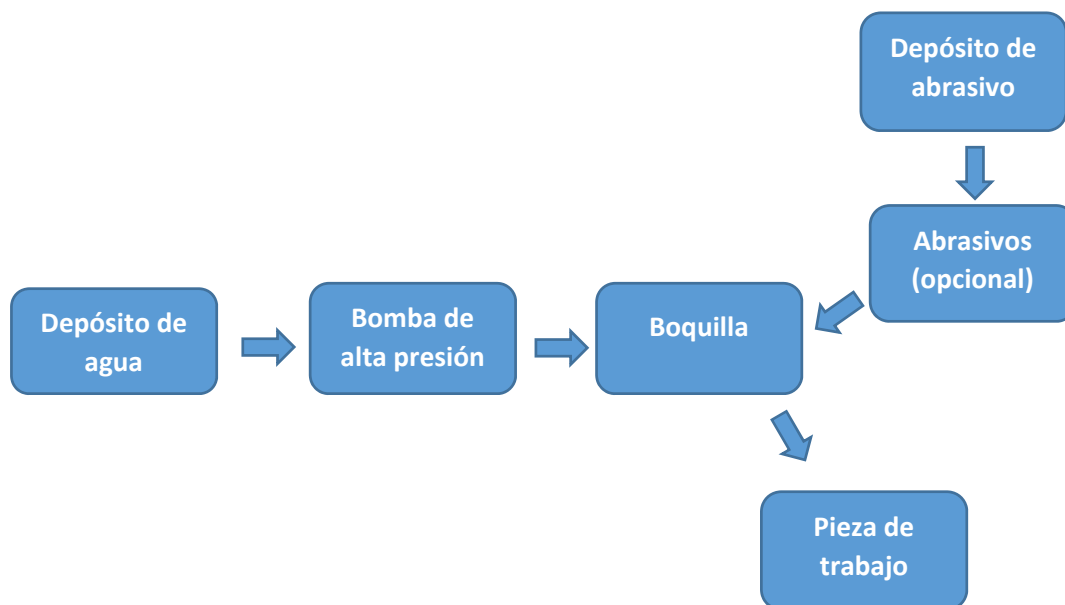 Depósito de
abrasivo
Abrasivos
(opcional)
Depósito de
agua
Bomba de
alta presión
Boquilla
Pieza de
trabajo